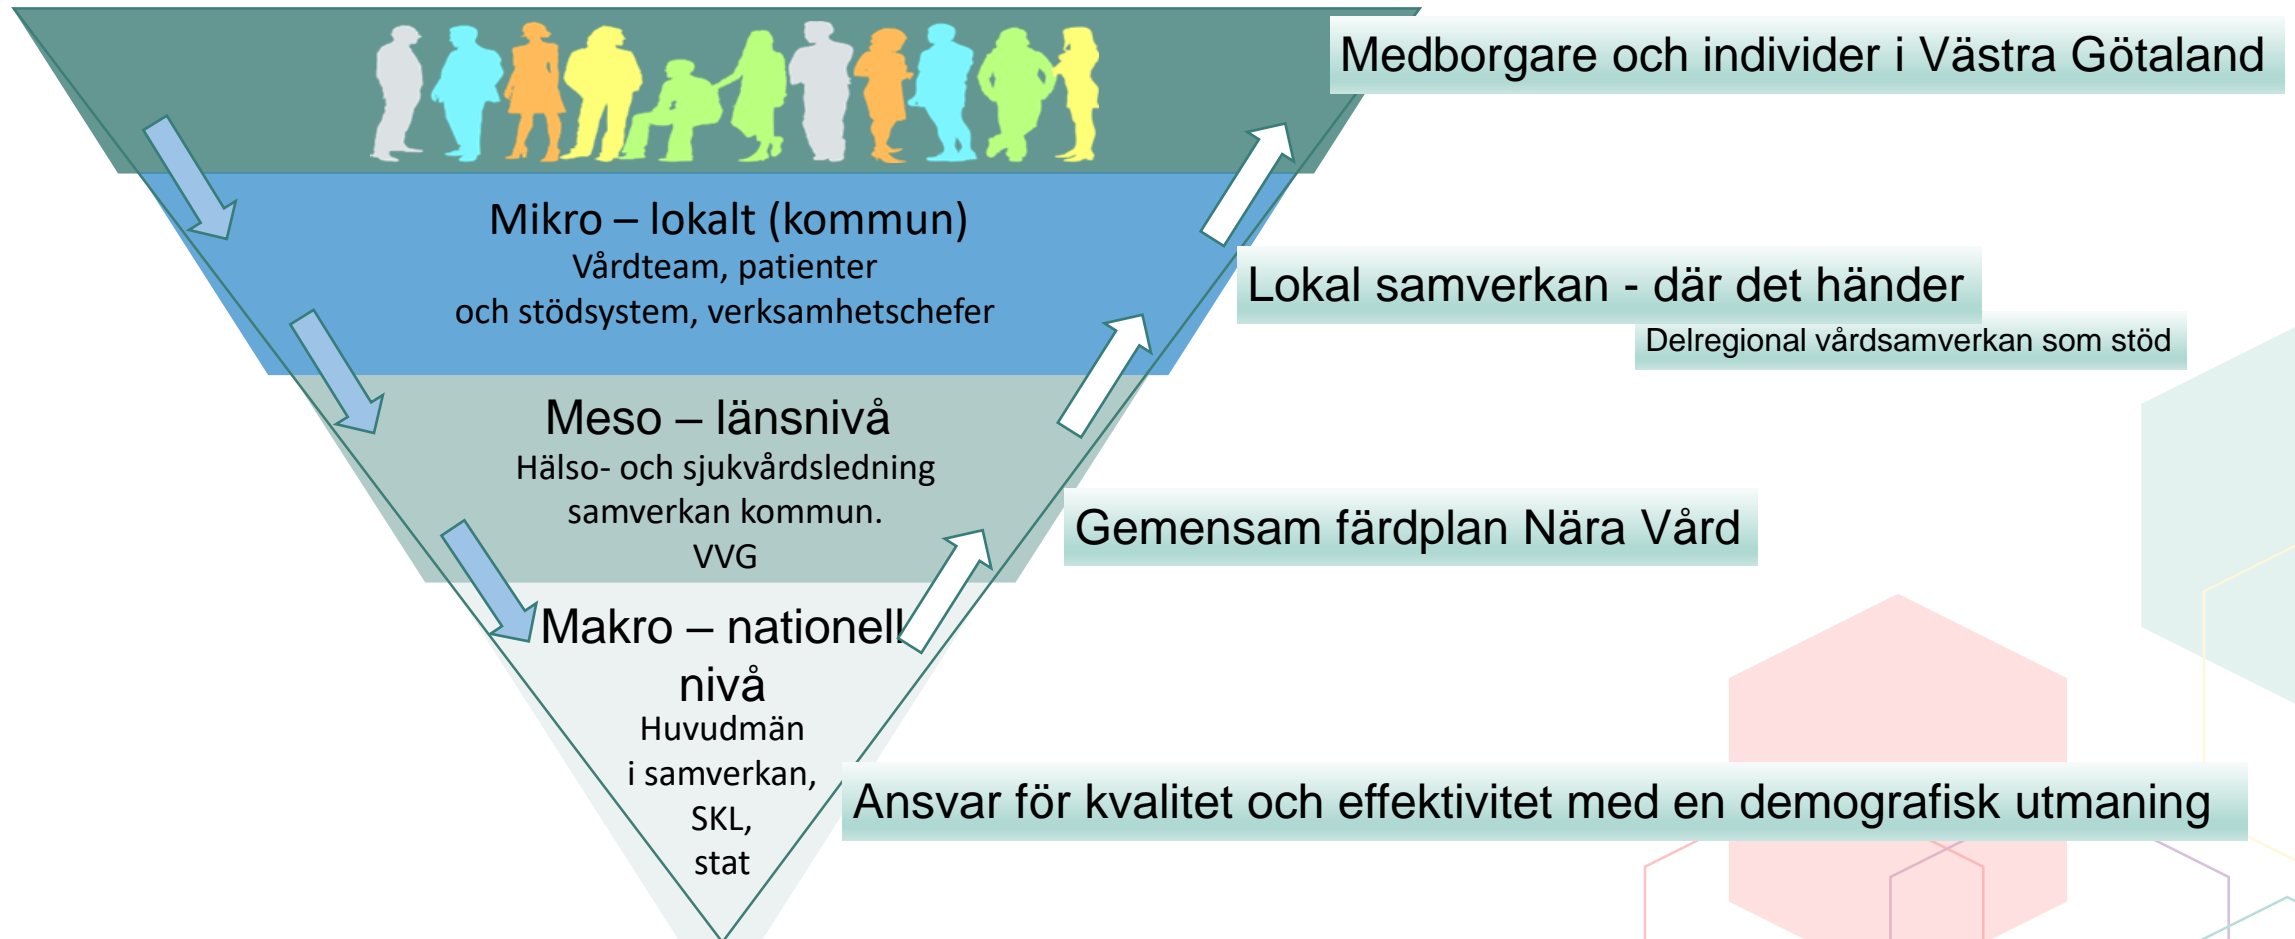 Medborgare och individer i Västra Götaland
Mikro – lokalt (kommun)
Vårdteam, patienter
och stödsystem, verksamhetschefer
Lokal samverkan - där det händer
Delregional vårdsamverkan som stöd
Meso – länsnivå
Hälso- och sjukvårdsledning
samverkan kommun.
VVG
Gemensam färdplan Nära Vård
Makro – nationell
nivå
Huvudmän
i samverkan,
SKL,
stat
Ansvar för kvalitet och effektivitet med en demografisk utmaning